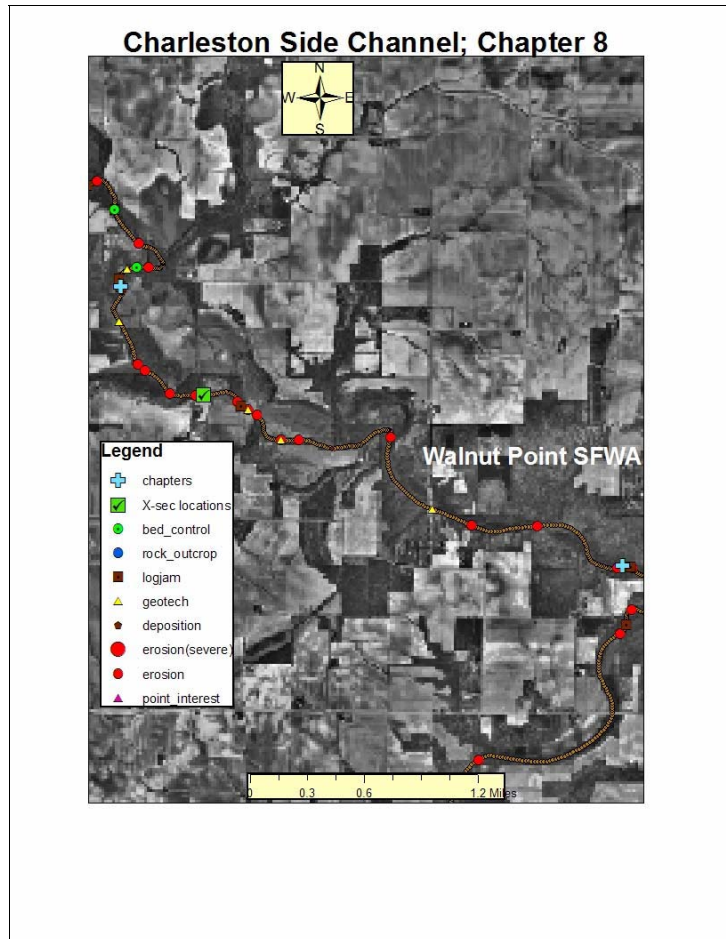 Charleston Side Channel; Chapter 8
N
W E
S
Walnut Point SFWA
Legend
chapters
X-sec locations
bed_control
rock_outcrop
logjam
geotech
deposition
erosion(severe)
erosion
point_interest
0 0.3 0.6 1.2 Miles